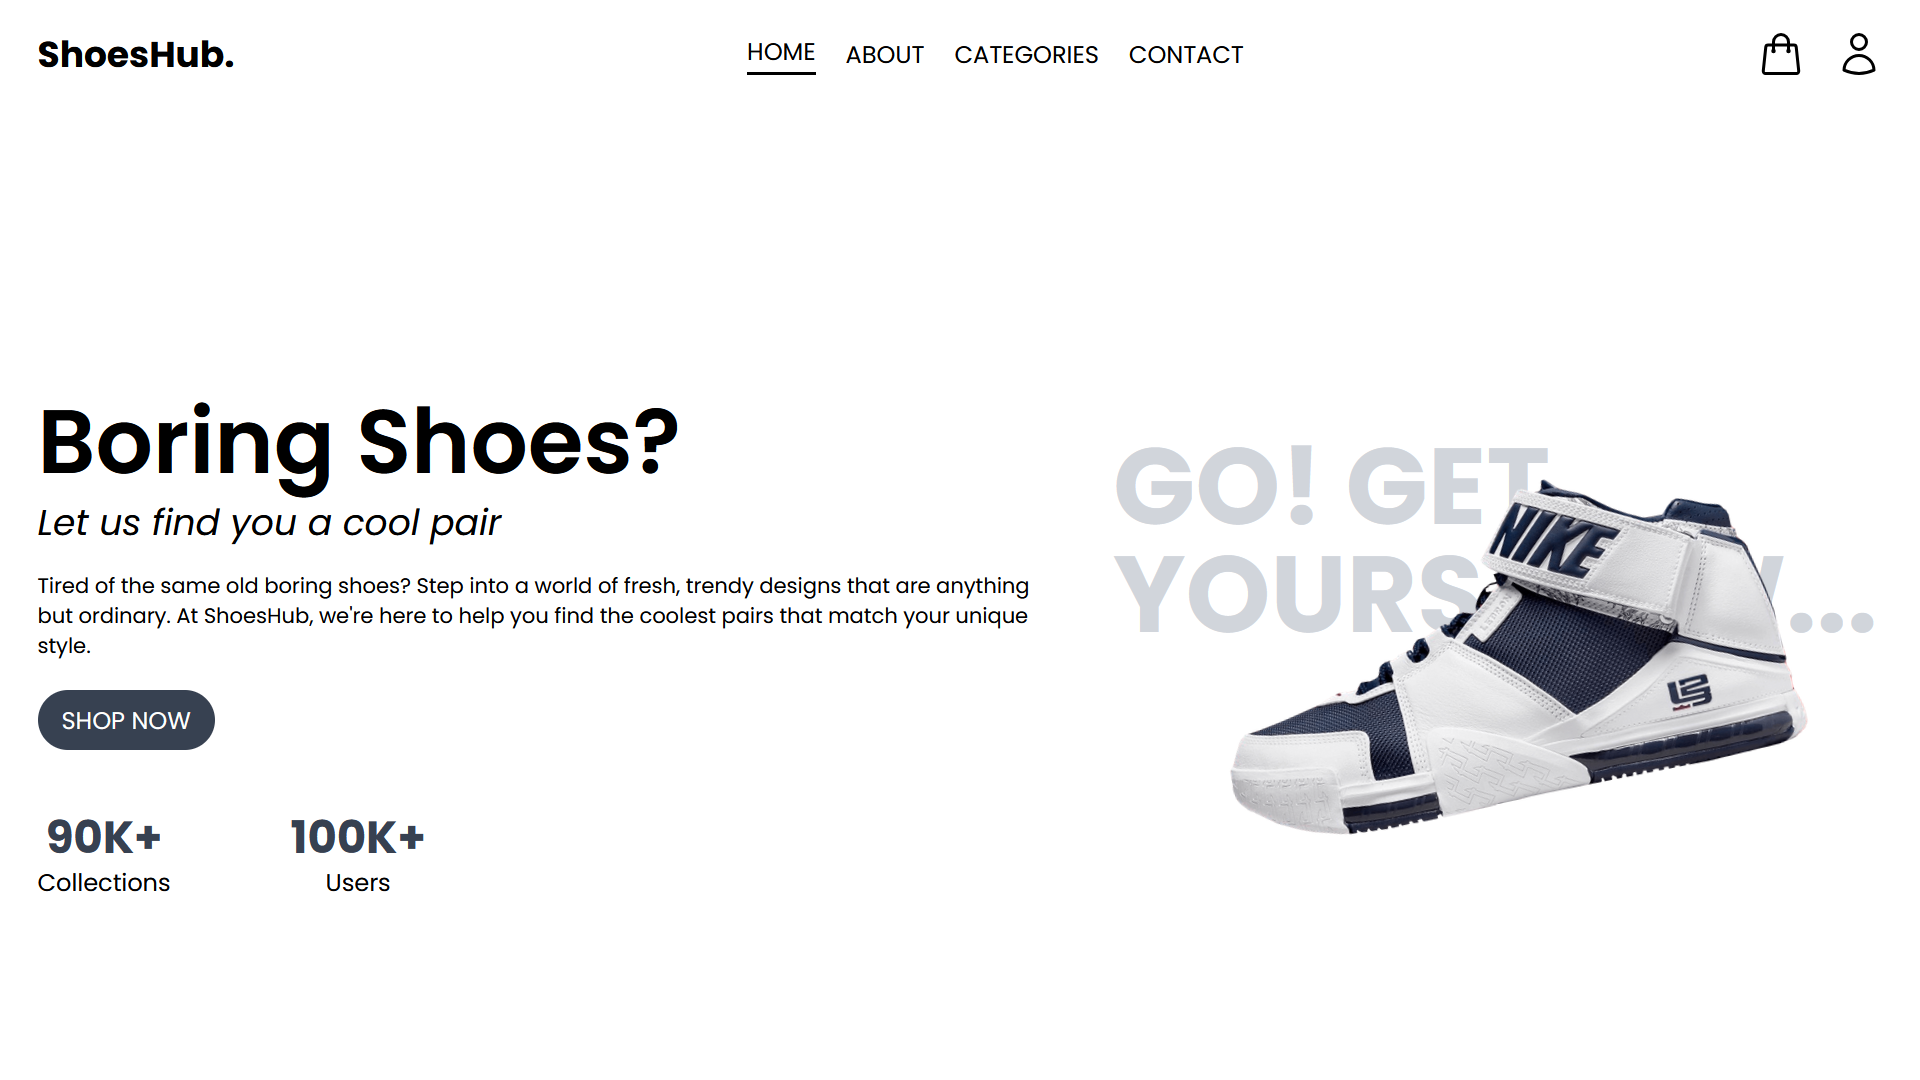 ShoesHub.
HOME ABOUT CATEGORIES CONTACT
Boring Shoes?
Let us find you a cool pair
Tired of the same old boring shoes? Step into a world of fresh, trendy designs that are anything
but ordinary. At ShoesHub, we're here to help you find the coolest pairs that match your unique
style.
SHOP NOW
90K+
Collections
100K+
Users
GO! GET
YOURS ...
NIKE